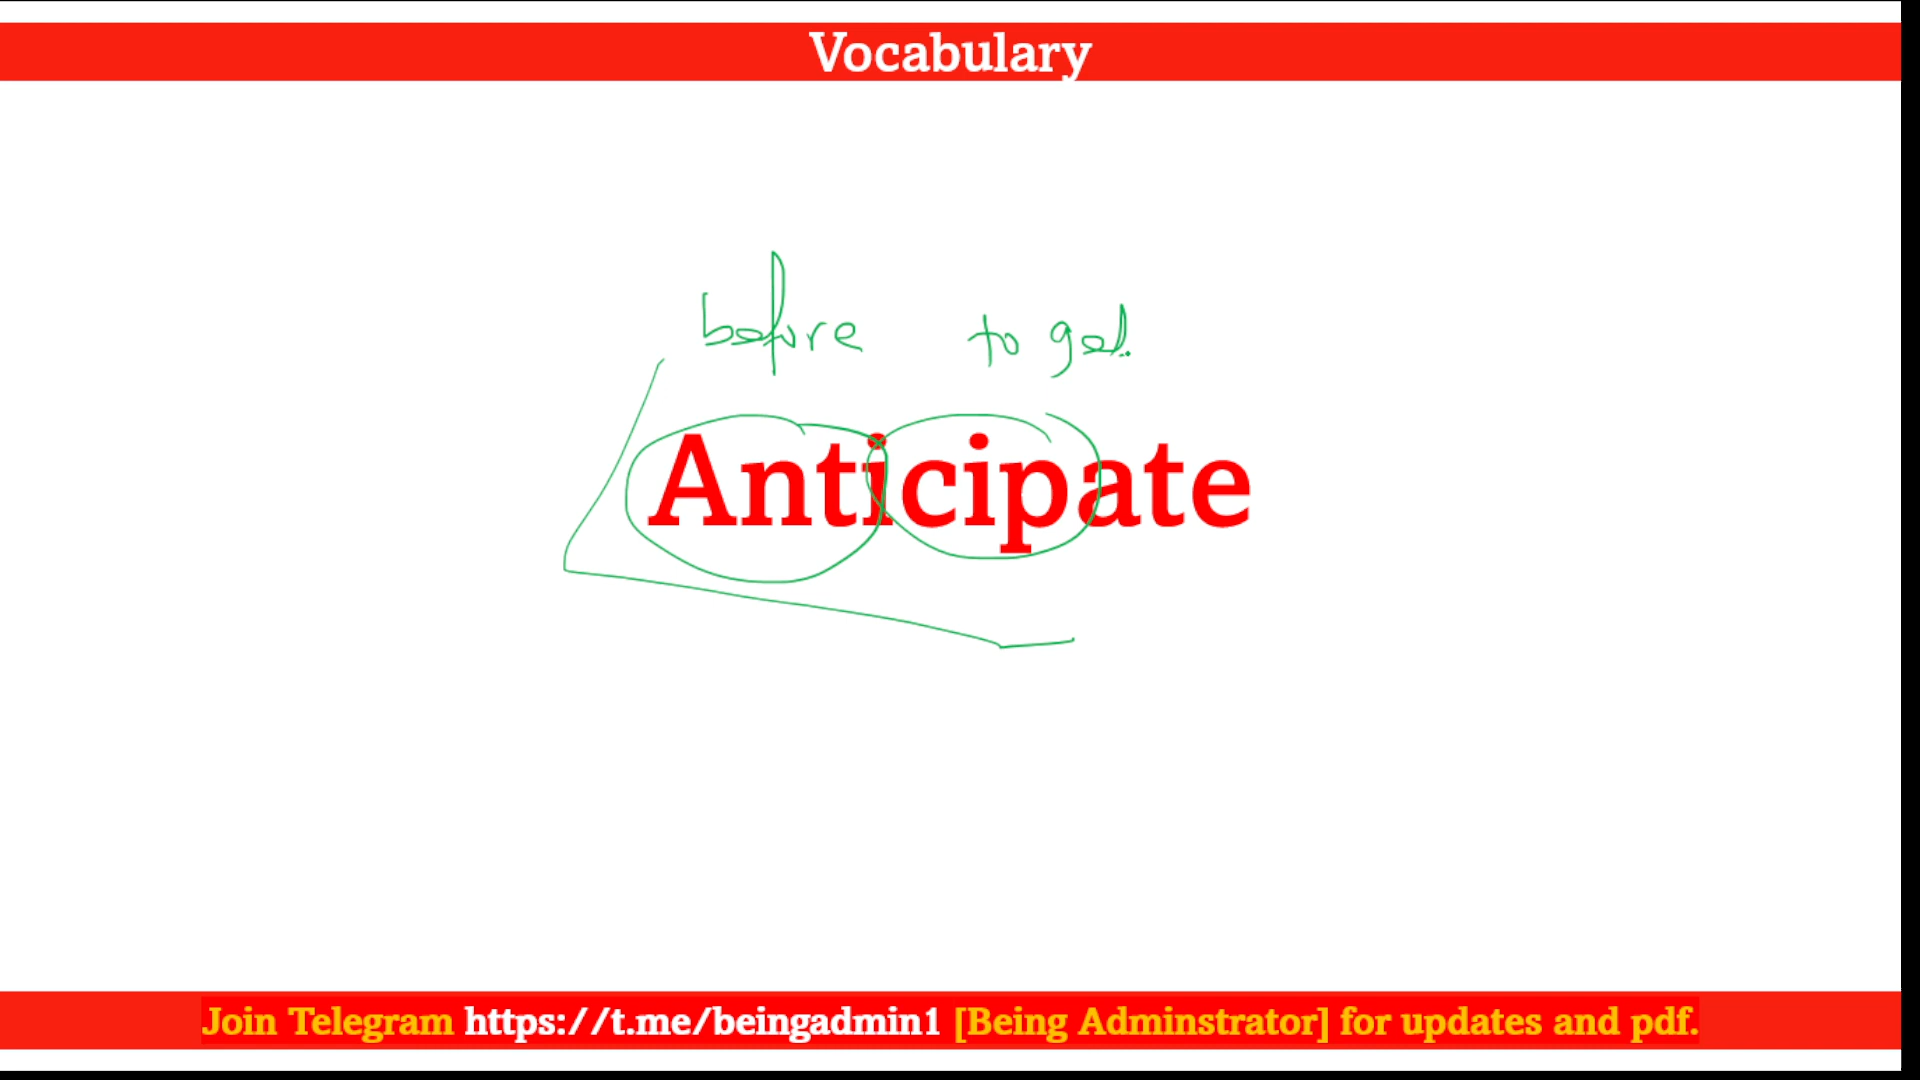 Vocabulary
before to get
Anticipate
Join Telegram https://t.me/beingadmin1 [Being Adminstrator] for updates and pdf.